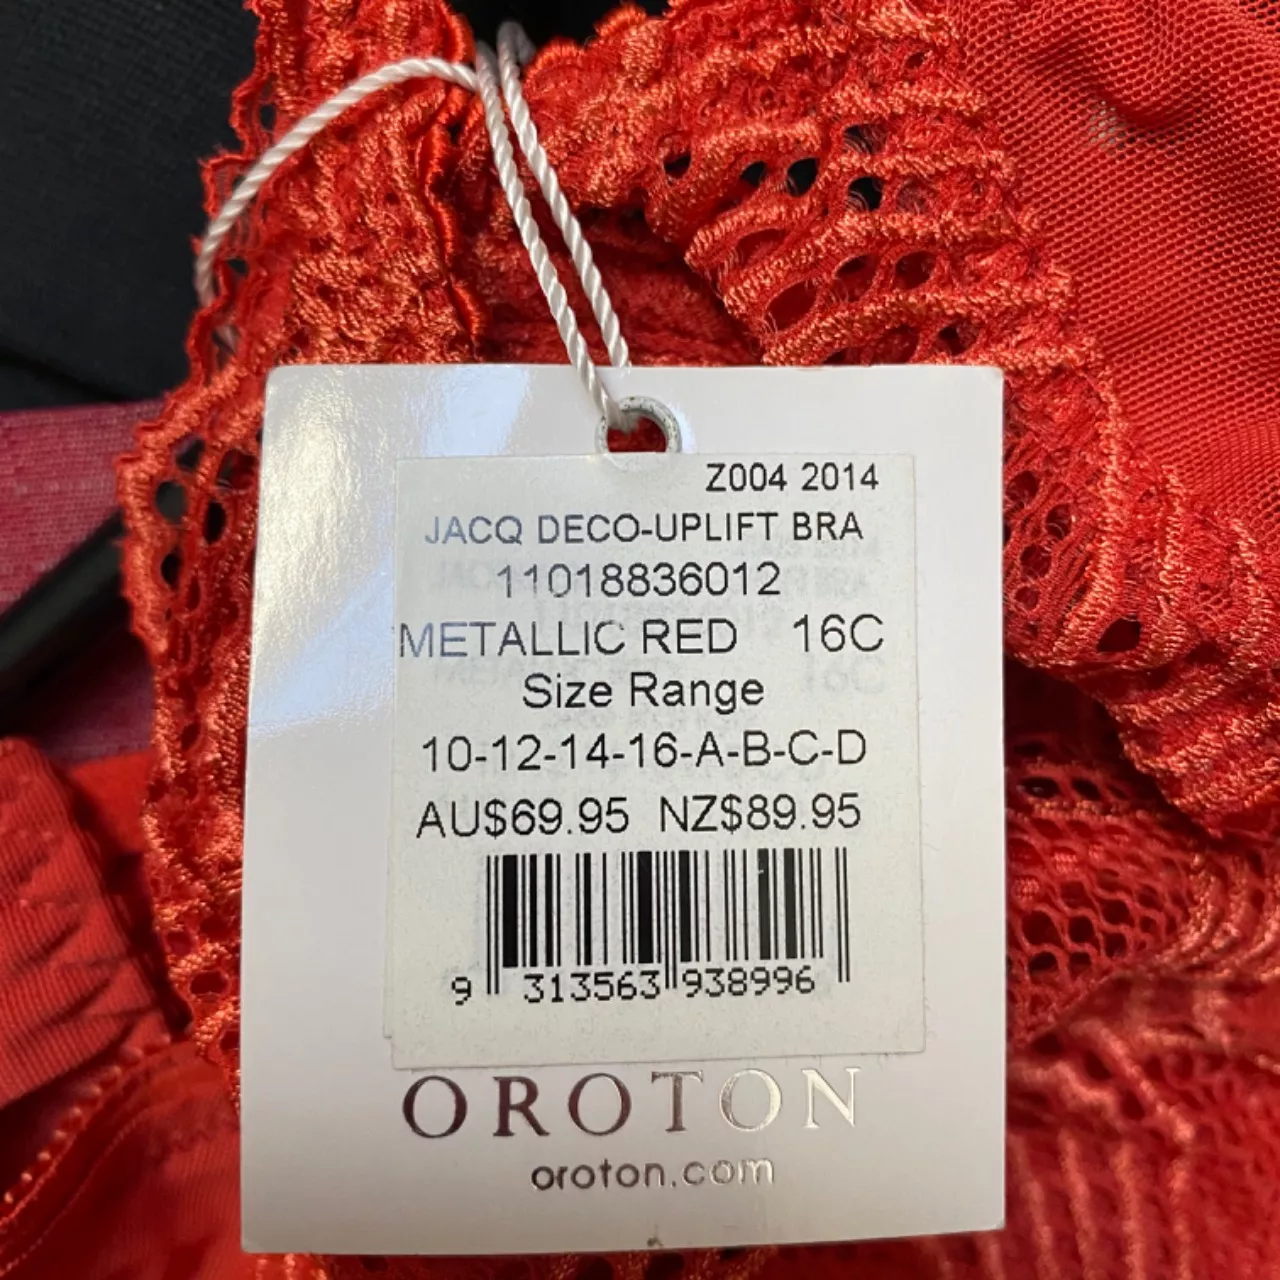 Z004 2014
JACQ DECO-UPLIFT BRA
11018836012
METALLIC RED 16C
Size Range
10-12-14-16-A-B-C-D
AU$69.95 NZ$89.95
9 313563 938996
OROTON
oroton.com